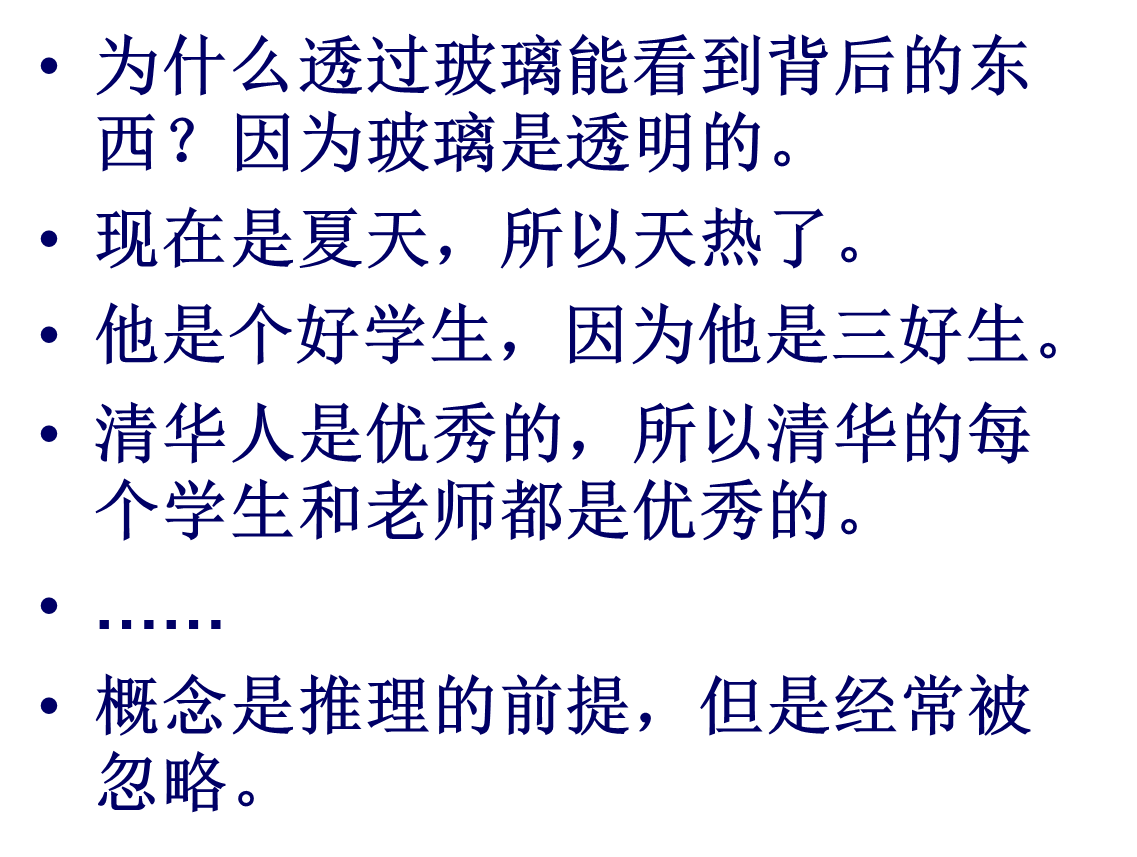 • 为什么透过玻璃能看到背后的东
西？因为玻璃是透明的。
• 现在是夏天，所以天热了。
• 他是个好学生，因为他是三好生。
• 清华人是优秀的，所以清华的每
个学生和老师都是优秀的。
• ……
• 概念是推理的前提，但是经常被
忽略。